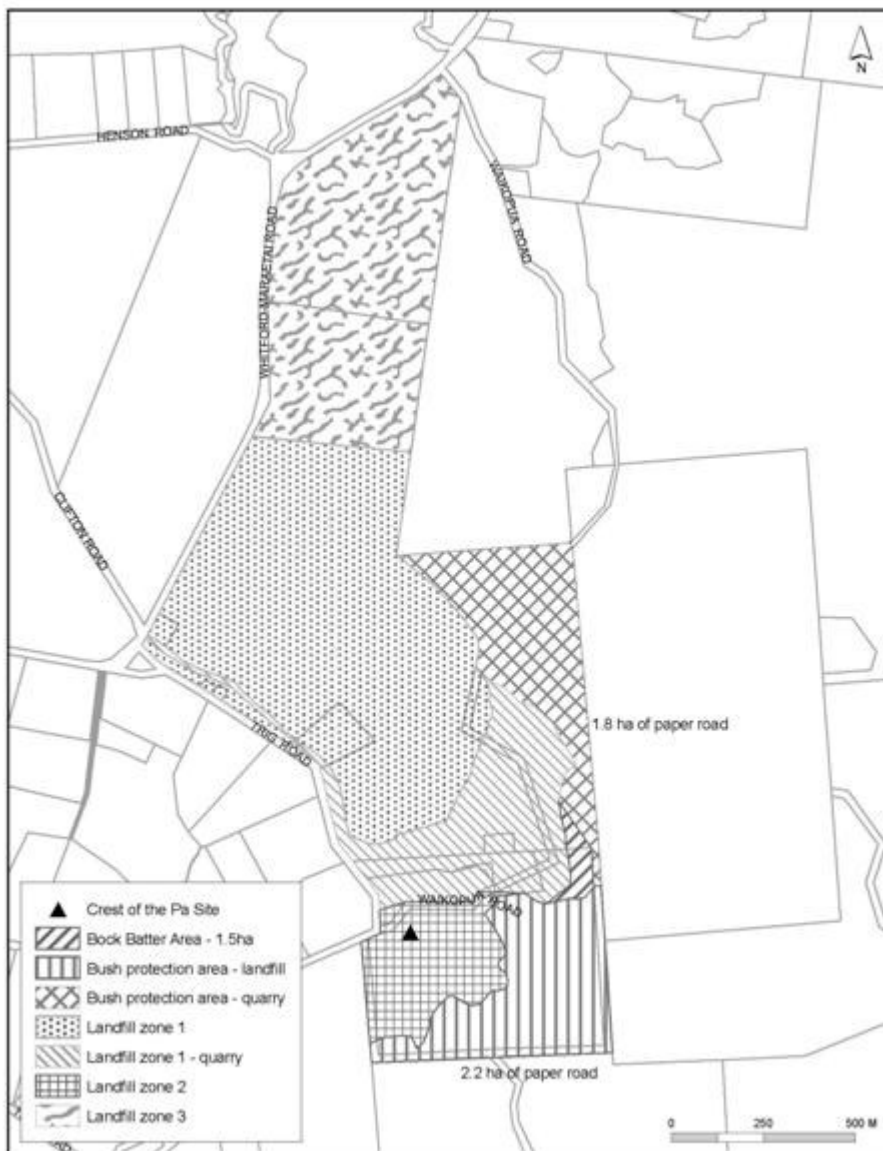 N
HENSON ROAD
WAIKOPUA ROAD
WHITFORD-MARAETAI ROAD
CLIFTON ROAD
TRIG ROAD
1.8 ha of paper road
WAIKOPUA ROAD
2.2 ha of paper road
Crest of the Pa Site
Bock Batter Area - 1.5ha
Bush protection area - landfill
Bush protection area - quarry
Landfill zone 1
Landfill zone 1 - quarry
Landfill zone 2
Landfill zone 3
0 250 500 M